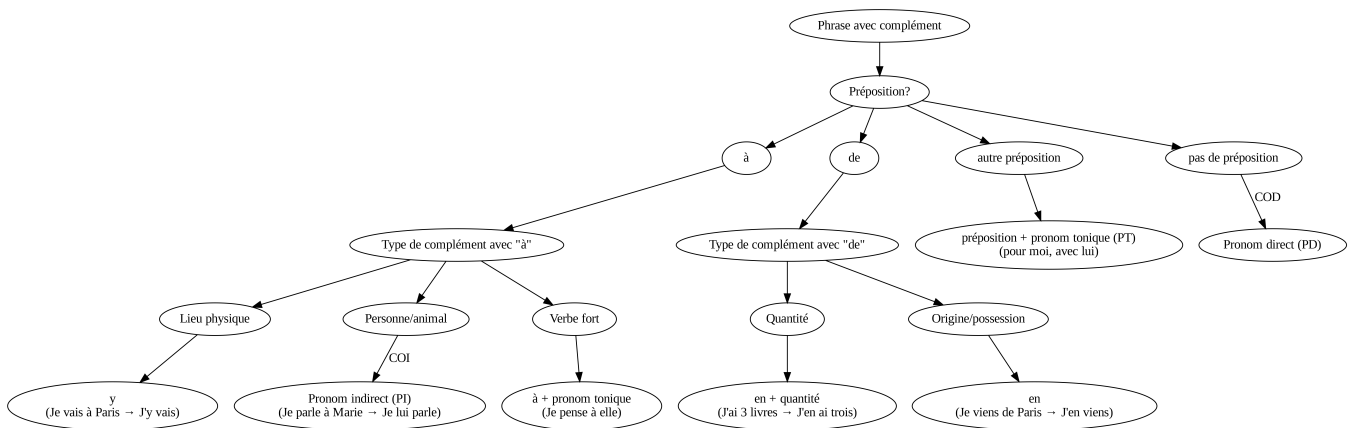 Phrase avec complément
Préposition?
à
de
autre préposition
pas de préposition
COD
Type de complément avec "à"
Type de complément avec "de"
préposition + pronom tonique (PT)
(pour moi, avec lui)
Pronom direct (PD)
Lieu physique
Personne/animal
Verbe fort
Quantité
Origine/possession
COI
y
(Je vais à Paris → J'y vais)
Pronom indirect (PI)
(Je parle à Marie → Je lui parle)
à + pronom tonique
(Je pense à elle)
en + quantité
(J'ai 3 livres → J'en ai trois)
en
(Je viens de Paris → J'en viens)